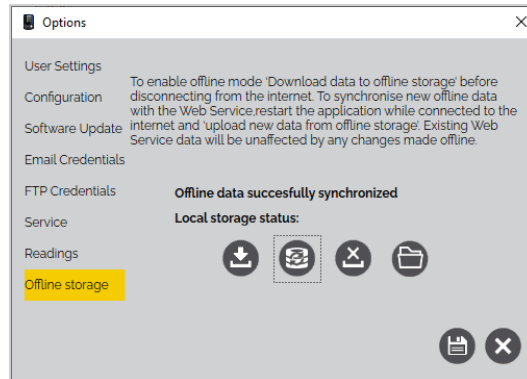 Options
User Settings
Configuration
Software Update
Email Credentials
FTP Credentials
Service
Readings
Offline storage
To enable offline mode 'Download data to offline storage' before
disconnecting from the internet. To synchronise new offline data
with the Web Service,restart the application while connected to the
internet and 'upload new data from offline storage'. Existing Web
Service data will be unaffected by any changes made offline.
Offline data succesfully synchronized
Local storage status: